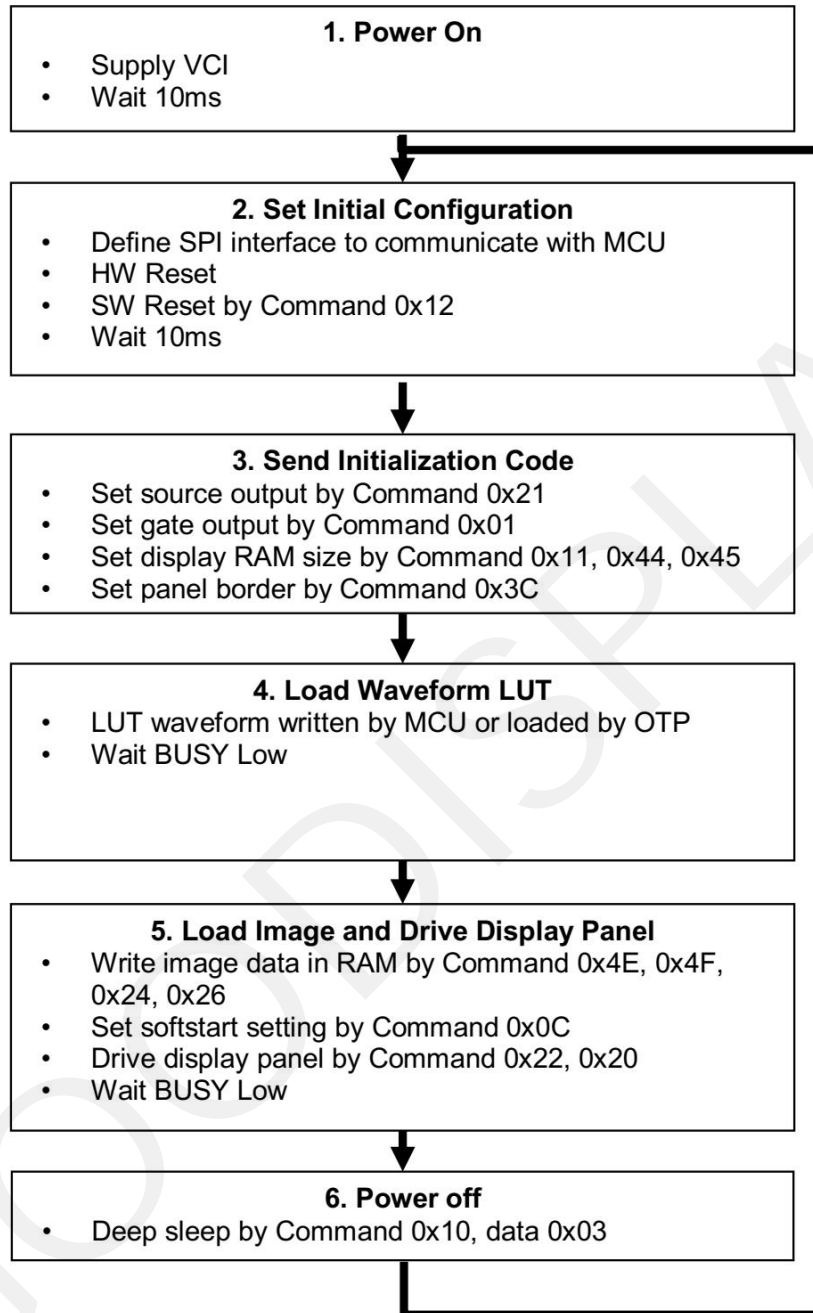 1. Power On
• Supply VCI
• Wait 10ms
2. Set Initial Configuration
• Define SPI interface to communicate with MCU
• HW Reset
• SW Reset by Command 0x12
• Wait 10ms
3. Send Initialization Code
• Set source output by Command 0x21
• Set gate output by Command 0x01
• Set display RAM size by Command 0x11, 0x44, 0x45
• Set panel border by Command 0x3C
4. Load Waveform LUT
• LUT waveform written by MCU or loaded by OTP
• Wait BUSY Low
5. Load Image and Drive Display Panel
• Write image data in RAM by Command 0x4E, 0x4F,
0x24, 0x26
• Set softstart setting by Command 0x0C
• Drive display panel by Command 0x22, 0x20
• Wait BUSY Low
6. Power off
• Deep sleep by Command 0x10, data 0x03
OODISPLA